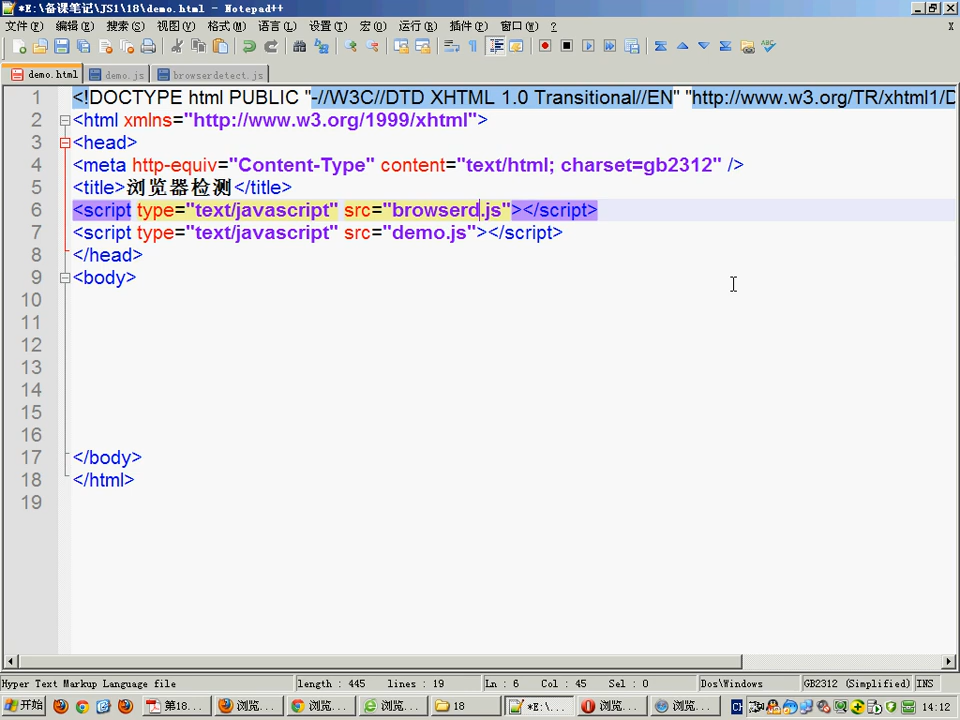 *E:\备课笔记\JS1\18\demo.html - Notepad++
文件(F) 编辑(E) 搜索(S) 视图(V) 格式(M) 语言(L) 设置(T) 宏(O) 运行(R) 插件(P) 窗口(W) ? X
demo.html demo.js browserdetect.js
1 <!DOCTYPE html PUBLIC "-//W3C//DTD XHTML 1.0 Transitional//EN" "http://www.w3.org/TR/xhtml1/D
2 <html xmlns="http://www.w3.org/1999/xhtml">
3 <head>
4 <meta http-equiv="Content-Type" content="text/html; charset=gb2312" />
5 <title>浏览器检测</title>
6 <script type="text/javascript" src="browserd.js"></script>
7 <script type="text/javascript" src="demo.js"></script>
8 </head>
9 <body>
10
11
12
13
14
15
16
17 </body>
18 </html>
19
Hyper Text Markup Language file length : 445 lines : 19 Ln : 6 Col : 45 Sel : 0 Dos\Windows GB2312 (Simplified) INS
开始 第18... 浏览... 浏览... 浏览... 18 *E:\... 浏览... 浏览... CH 14:12